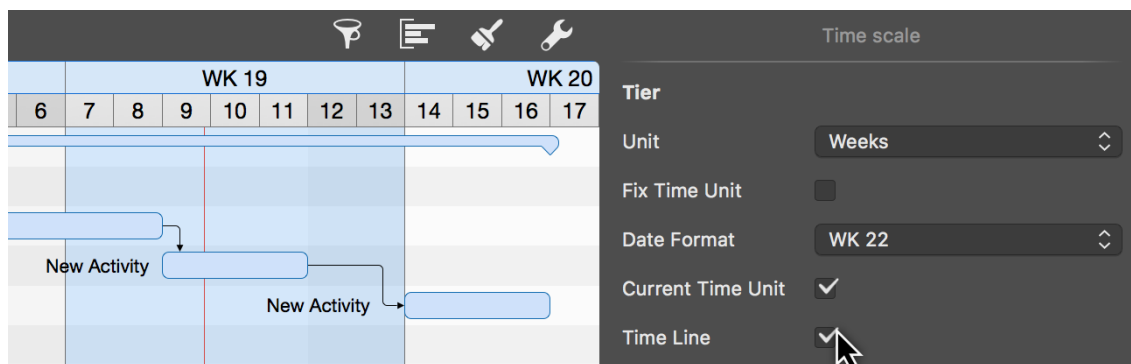 Time scale
WK 19 WK 20
6 7 8 9 10 11 12 13 14 15 16 17
New Activity
New Activity
Tier
Unit Weeks
Fix Time Unit
Date Format WK 22
Current Time Unit
Time Line